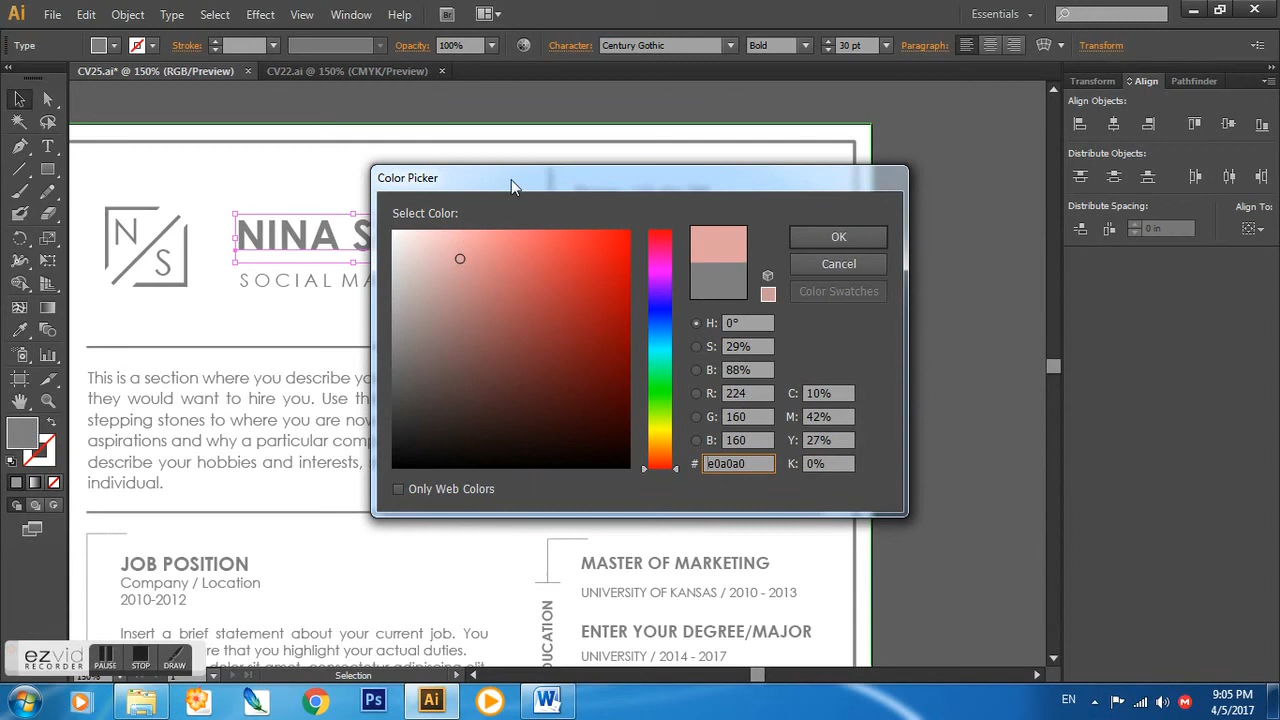 Ai File Edit Object Type Select Effect View Window Help Br Essentials
Type Stroke: Opacity: 100% Character: Century Gothic Bold 30 pt Paragraph: Transform
CV25.ai* @ 150% (RGB/Preview) × CV22.ai @ 150% (CMYK/Preview) ×
Transform Align Pathfinder
Align Objects:
Distribute Objects:
Distribute Spacing: Align To:
0 in
N
S
NINA S
SOCIAL MA
This is a section where you describe yo
they would want to hire you. Use th
stepping stones to where you are nov
aspirations and why a particular comp
describe your hobbies and interests,
individual.
JOB POSITION
Company / Location
2010-2012
Insert a brief statement about your current job. You
re that you highlight your actual duties.
EDUCATION
MASTER OF MARKETING
UNIVERSITY OF KANSAS / 2010 - 2013
ENTER YOUR DEGREE/MAJOR
UNIVERSITY / 2014 - 2017
Color Picker
Select Color:
OK
Cancel
Color Swatches
H: 0°
S: 29%
B: 88%
R: 224 C: 10%
G: 160 M: 42%
B: 160 Y: 27%
# e0a0a0 K: 0%
Only Web Colors
ezvid
RECORDER
PAUSE STOP DRAW
150% 1 Selection
Ps Ai W EN
9:05 PM
4/5/2017